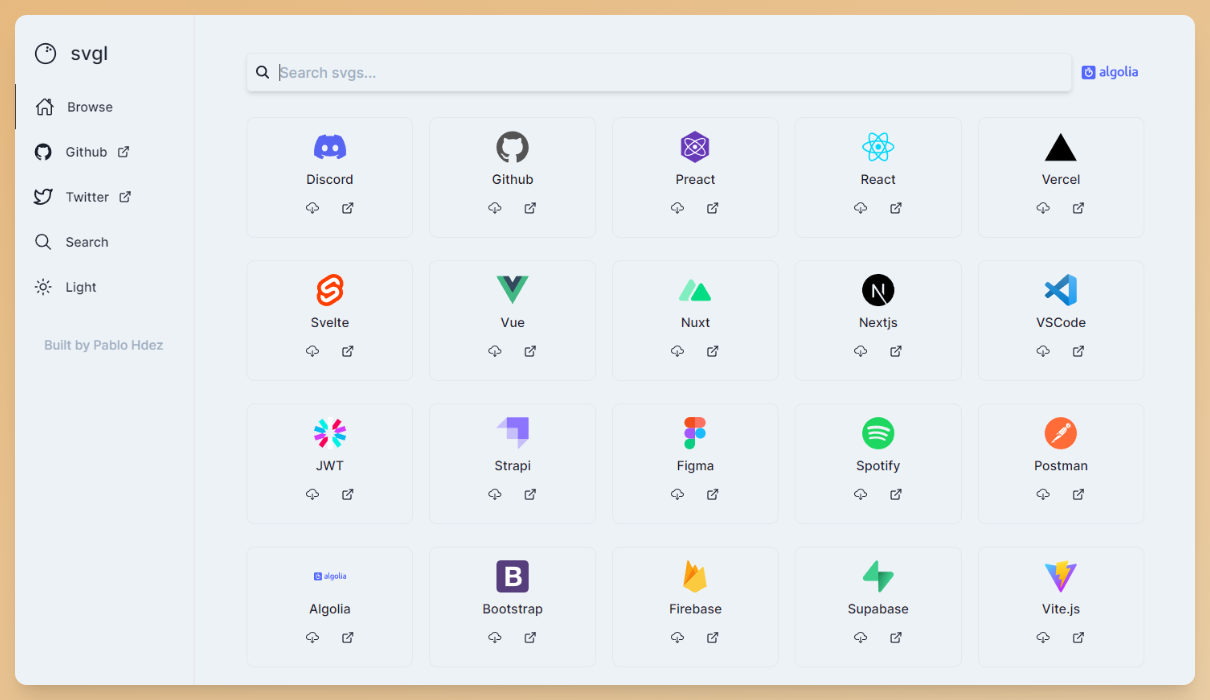 svgl
Browse
Github
Twitter
Search
Light
Built by Pablo Hdez
Search svgs...
algolia
Discord
Github
Preact
React
Vercel
Svelte
Vue
Nuxt
N
Nextjs
VSCode
JWT
Strapi
Figma
Spotify
Postman
algolia
Algolia
B
Bootstrap
Firebase
Supabase
Vite.js